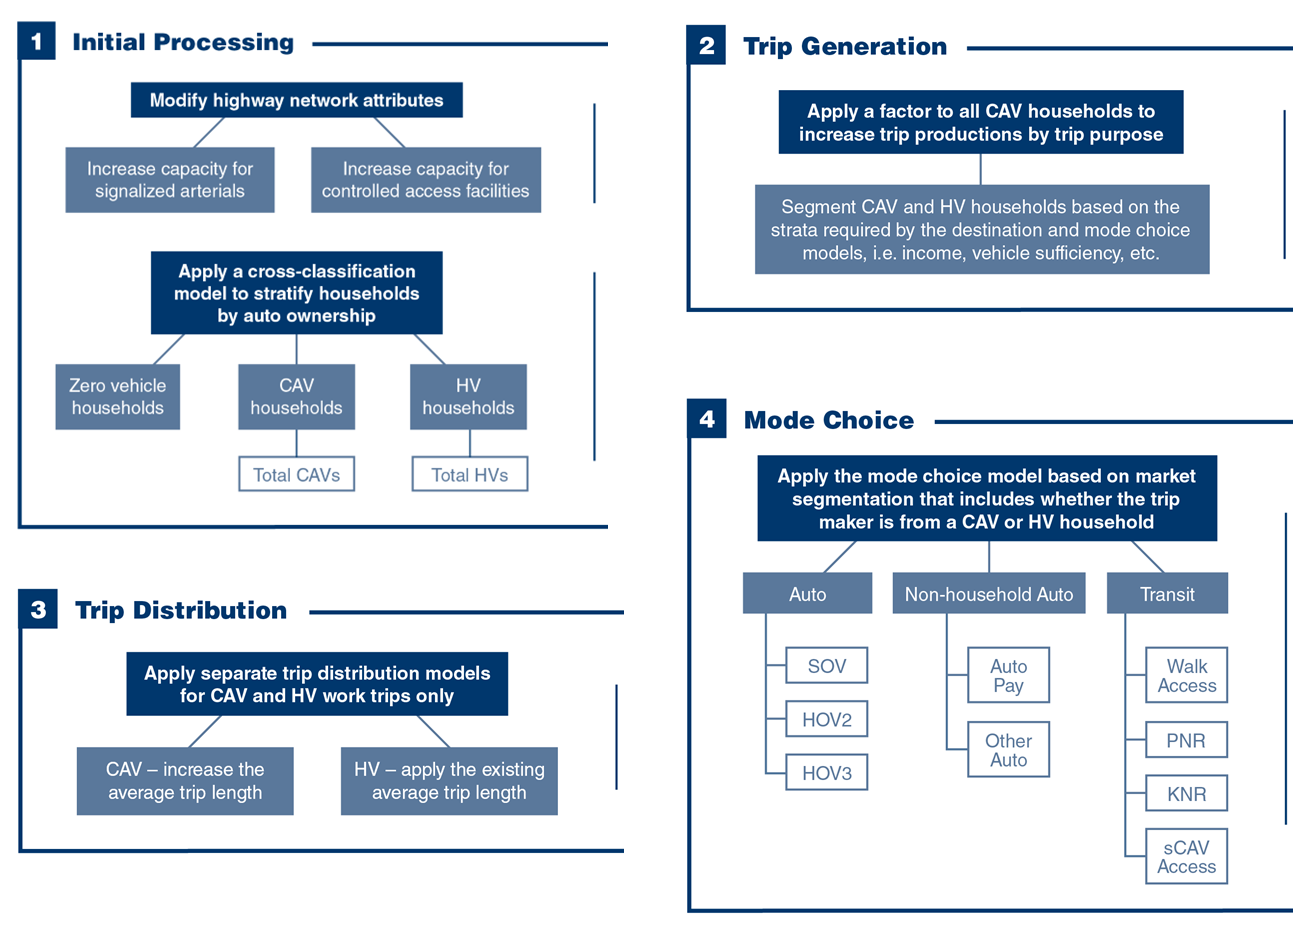 1 Initial Processing
Modify highway network attributes
Increase capacity for
signalized arterials
Increase capacity for
controlled access facilities
Apply a cross-classification
model to stratify households
by auto ownership
Zero vehicle
households
CAV
households
HV
households
Total CAVs
Total HVs
2 Trip Generation
Apply a factor to all CAV households to
increase trip productions by trip purpose
Segment CAV and HV households based on the
strata required by the destination and mode choice
models, i.e. income, vehicle sufficiency, etc.
3 Trip Distribution
Apply separate trip distribution models
for CAV and HV work trips only
CAV – increase the
average trip length
HV – apply the existing
average trip length
4 Mode Choice
Apply the mode choice model based on market
segmentation that includes whether the trip
maker is from a CAV or HV household
Auto
SOV
HOV2
HOV3
Non-household Auto
Auto
Pay
Other
Auto
Transit
Walk
Access
PNR
KNR
sCAV
Access